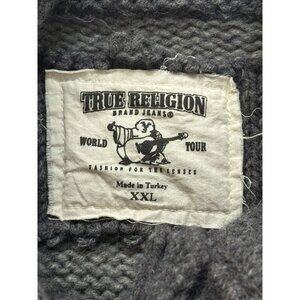 TRUE RELIGION
BRAND JEANS®
WORLD TOUR
FASHION FOR THE SENSES
Made in Turkey
XXL